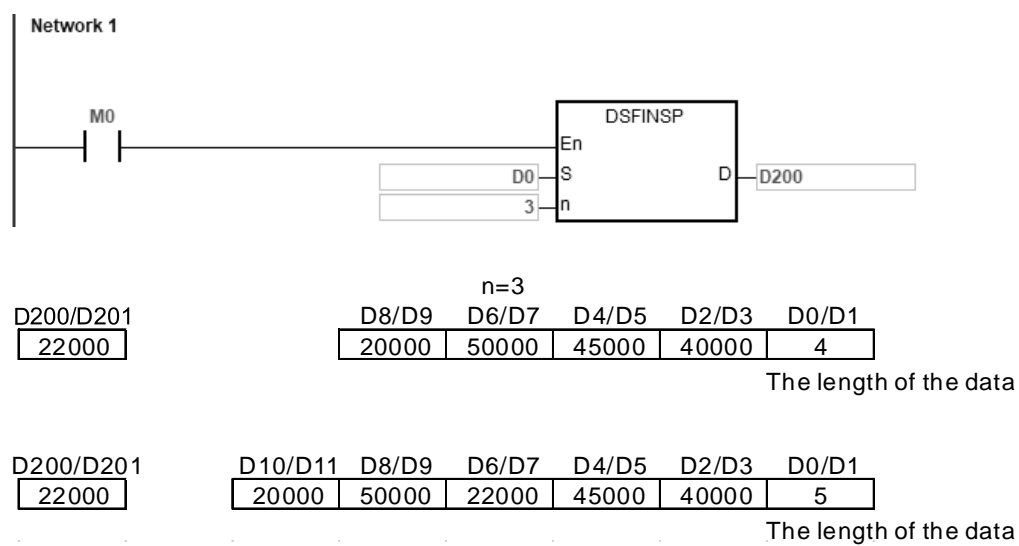 Network 1
M0
DSFINSP
En
D0 S D D200
3 n
n=3
D200/D201 D8/D9 D6/D7 D4/D5 D2/D3 D0/D1
22000 20000 50000 45000 40000 4
The length of the data
D200/D201 D10/D11 D8/D9 D6/D7 D4/D5 D2/D3 D0/D1
22000 20000 50000 22000 45000 40000 5
The length of the data